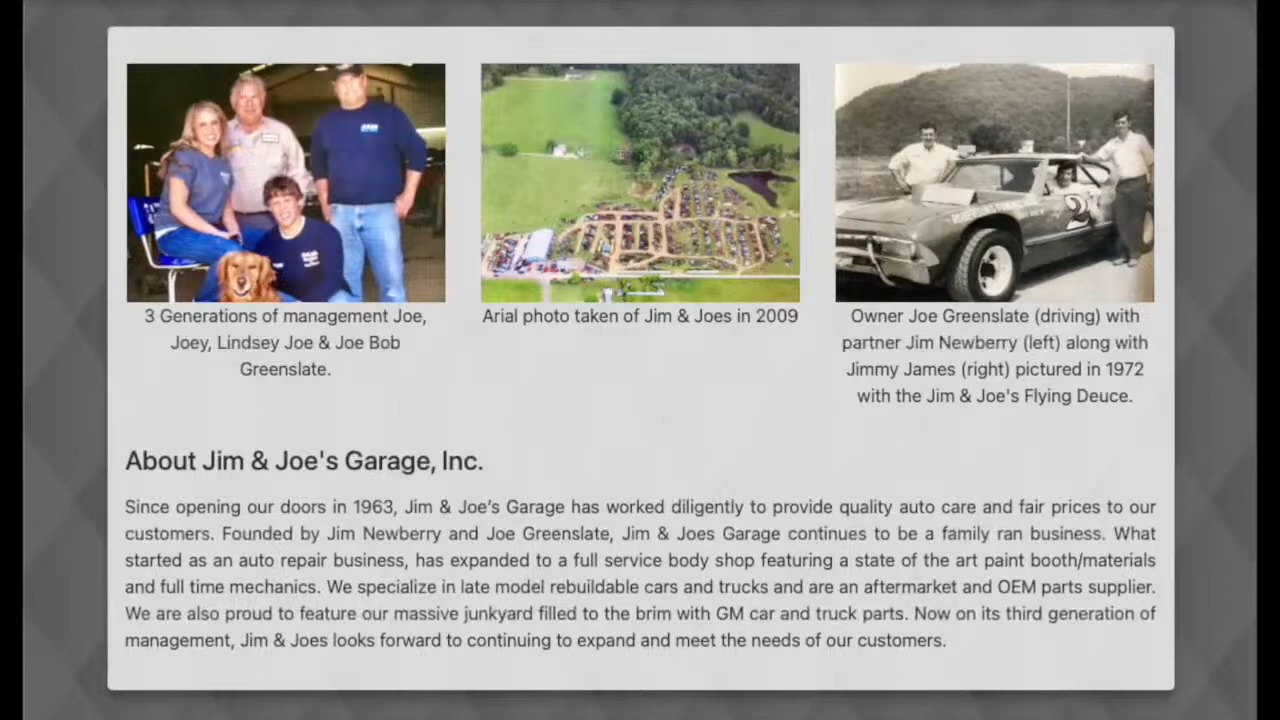 3 Generations of management Joe,
Joey, Lindsey Joe & Joe Bob
Greenslate.
Arial photo taken of Jim & Joes in 2009
Owner Joe Greenslate (driving) with
partner Jim Newberry (left) along with
Jimmy James (right) pictured in 1972
with the Jim & Joe's Flying Deuce.
About Jim & Joe's Garage, Inc.
Since opening our doors in 1963, Jim & Joe’s Garage has worked diligently to provide quality auto care and fair prices to our
customers. Founded by Jim Newberry and Joe Greenslate, Jim & Joes Garage continues to be a family ran business. What
started as an auto repair business, has expanded to a full service body shop featuring a state of the art paint booth/materials
and full time mechanics. We specialize in late model rebuildable cars and trucks and are an aftermarket and OEM parts supplier.
We are also proud to feature our massive junkyard filled to the brim with GM car and truck parts. Now on its third generation of
management, Jim & Joes looks forward to continuing to expand and meet the needs of our customers.